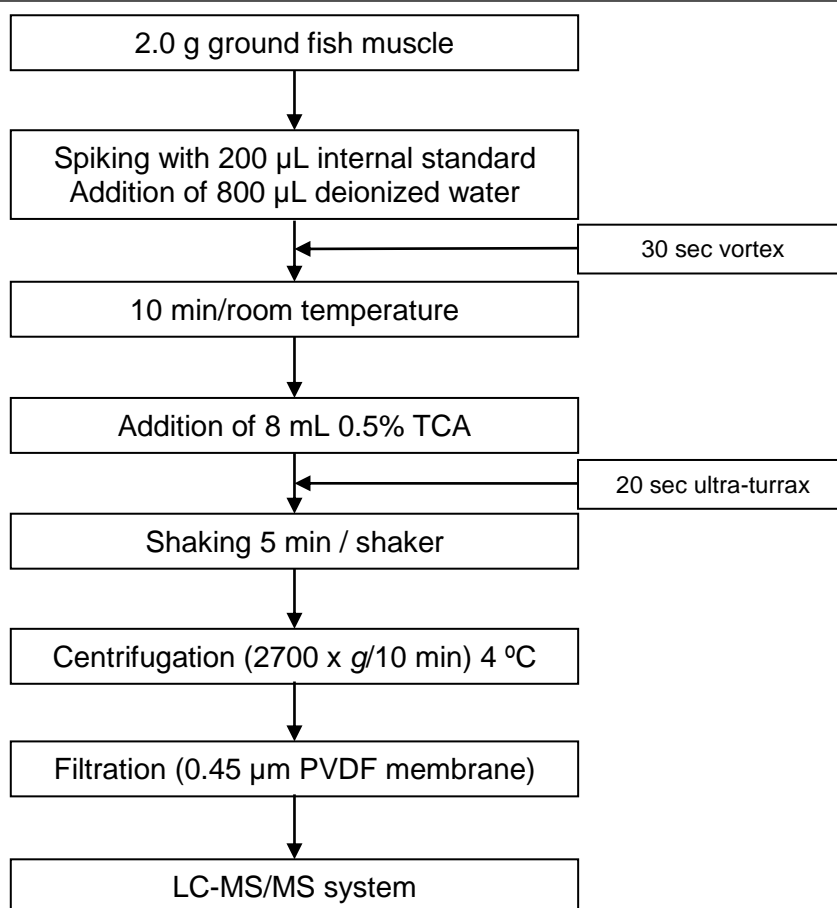 2.0 g ground fish muscle
Spiking with 200 µL internal standard
Addition of 800 µL deionized water
30 sec vortex
10 min/room temperature
Addition of 8 mL 0.5% TCA
20 sec ultra-turrax
Shaking 5 min / shaker
Centrifugation (2700 x g/10 min) 4 ºC
Filtration (0.45 µm PVDF membrane)
LC-MS/MS system